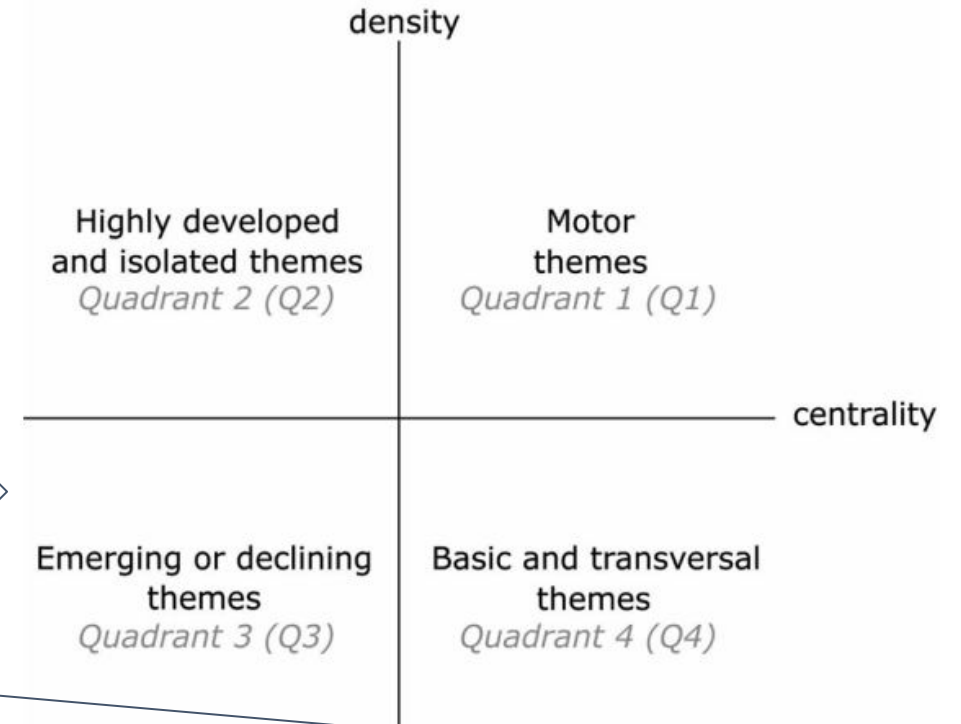 density
Highly developed
and isolated themes
Quadrant 2 (Q2)
Motor
themes
Quadrant 1 (Q1)
centrality
Emerging or declining
themes
Quadrant 3 (Q3)
Basic and transversal
themes
Quadrant 4 (Q4)